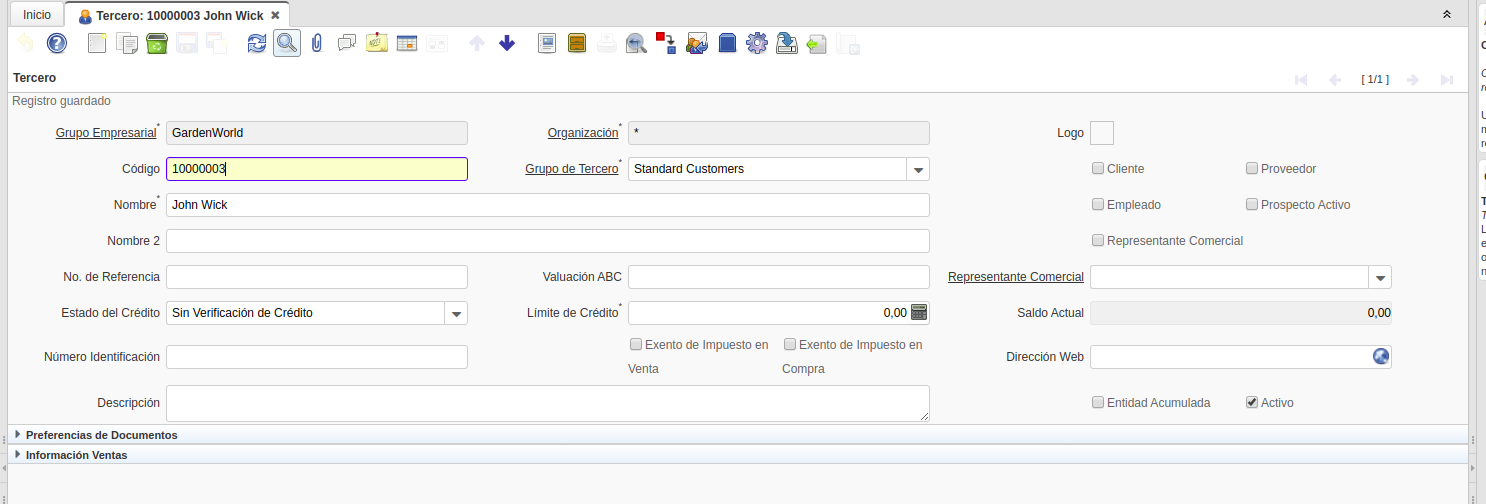 Inicio
Tercero: 10000003 John Wick
Tercero
[ 1/1 ]
Registro guardado
Grupo Empresarial* GardenWorld Organización* * Logo
Código 10000003 Grupo de Tercero* Standard Customers Cliente Proveedor
Nombre* John Wick Empleado Prospecto Activo
Nombre 2 Representante Comercial
No. de Referencia Valuación ABC Representante Comercial
Estado del Crédito Sin Verificación de Crédito Límite de Crédito* 0,00 Saldo Actual 0,00
Número Identificación Exento de Impuesto en Venta Exento de Impuesto en Compra Dirección Web
Descripción Entidad Acumulada Activo
Preferencias de Documentos
Información Ventas